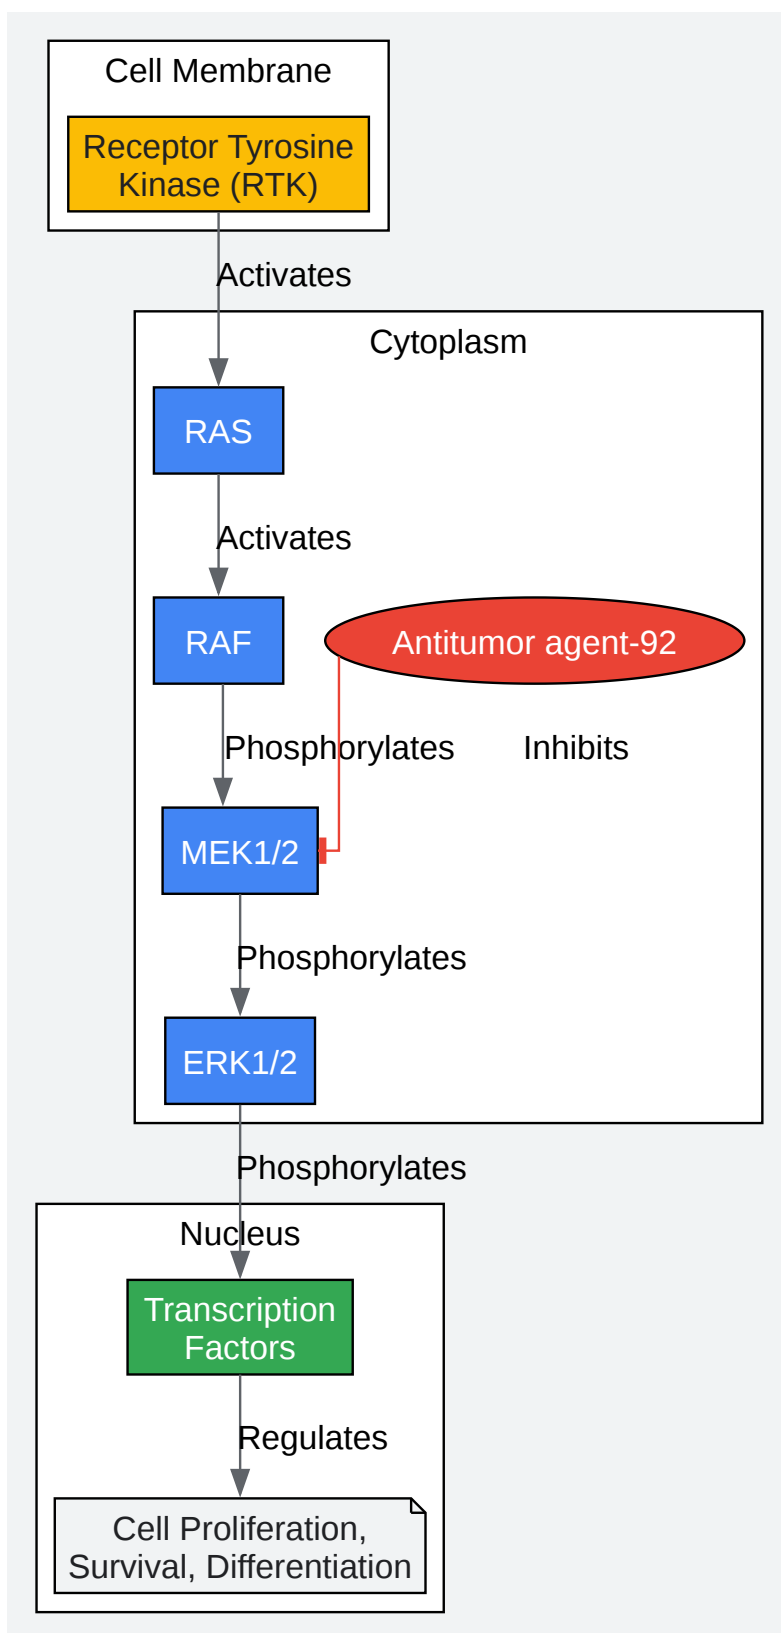 Cell Membrane
Receptor Tyrosine
Kinase (RTK)
Activates
Cytoplasm
RAS
Activates
RAF
Antitumor agent-92
Phosphorylates
Inhibits
MEK1/2
Phosphorylates
ERK1/2
Phosphorylates
Nucleus
Transcription
Factors
Regulates
Cell Proliferation,
Survival, Differentiation